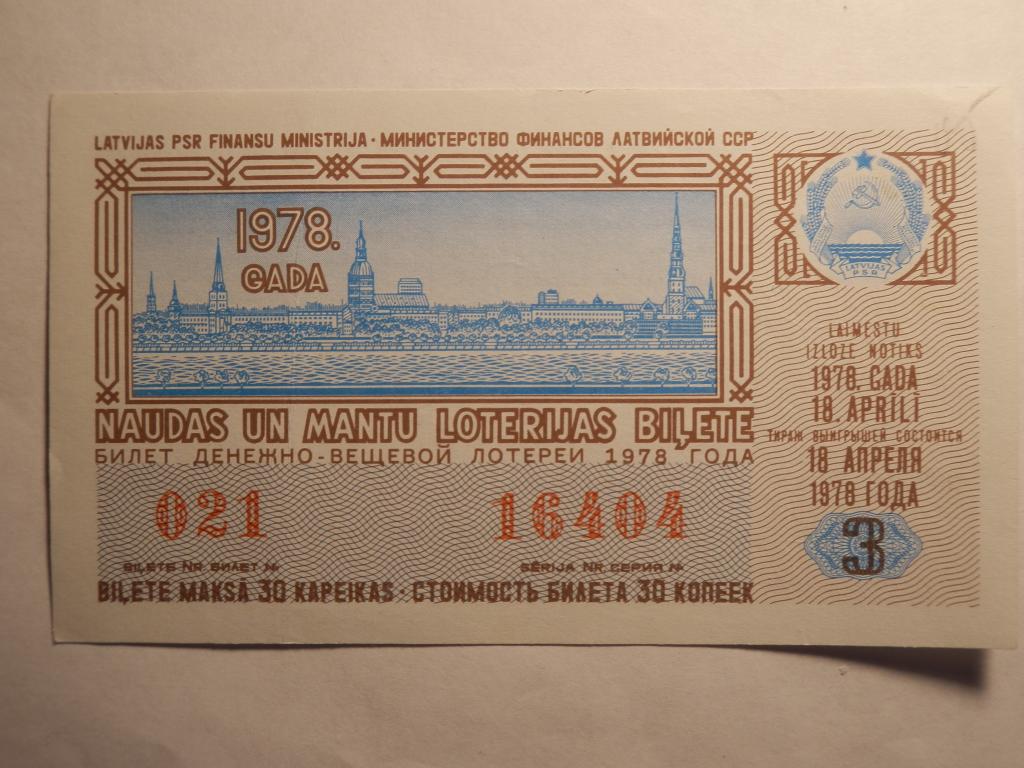 LATVIJAS PSR FINANSU MINISTRIJA · МИНИСТЕРСТВО ФИНАНСОВ ЛАТВИЙСКОЙ ССР
1978.
GADA
NAUDAS UN MANTU LOTERIJAS BIĻETE
БИЛЕТ ДЕНЕЖНО-ВЕЩЕВОЙ ЛОТЕРЕИ 1978 ГОДА
021 16404
BIĻETE NR БИЛЕТ № SĒRIJA NR СЕРИЯ №
BIĻETE MAKSĀ 30 KAPEIKAS · СТОИМОСТЬ БИЛЕТА 30 КОПЕЕК
LATVIJAS
PSR
LAIMESTU
IZLOZE NOTIKS
1978. GADA
18. APRĪLĪ
ТИРАЖ ВЫИГРЫШЕЙ СОСТОИТСЯ
18 АПРЕЛЯ
1978 ГОДА
3